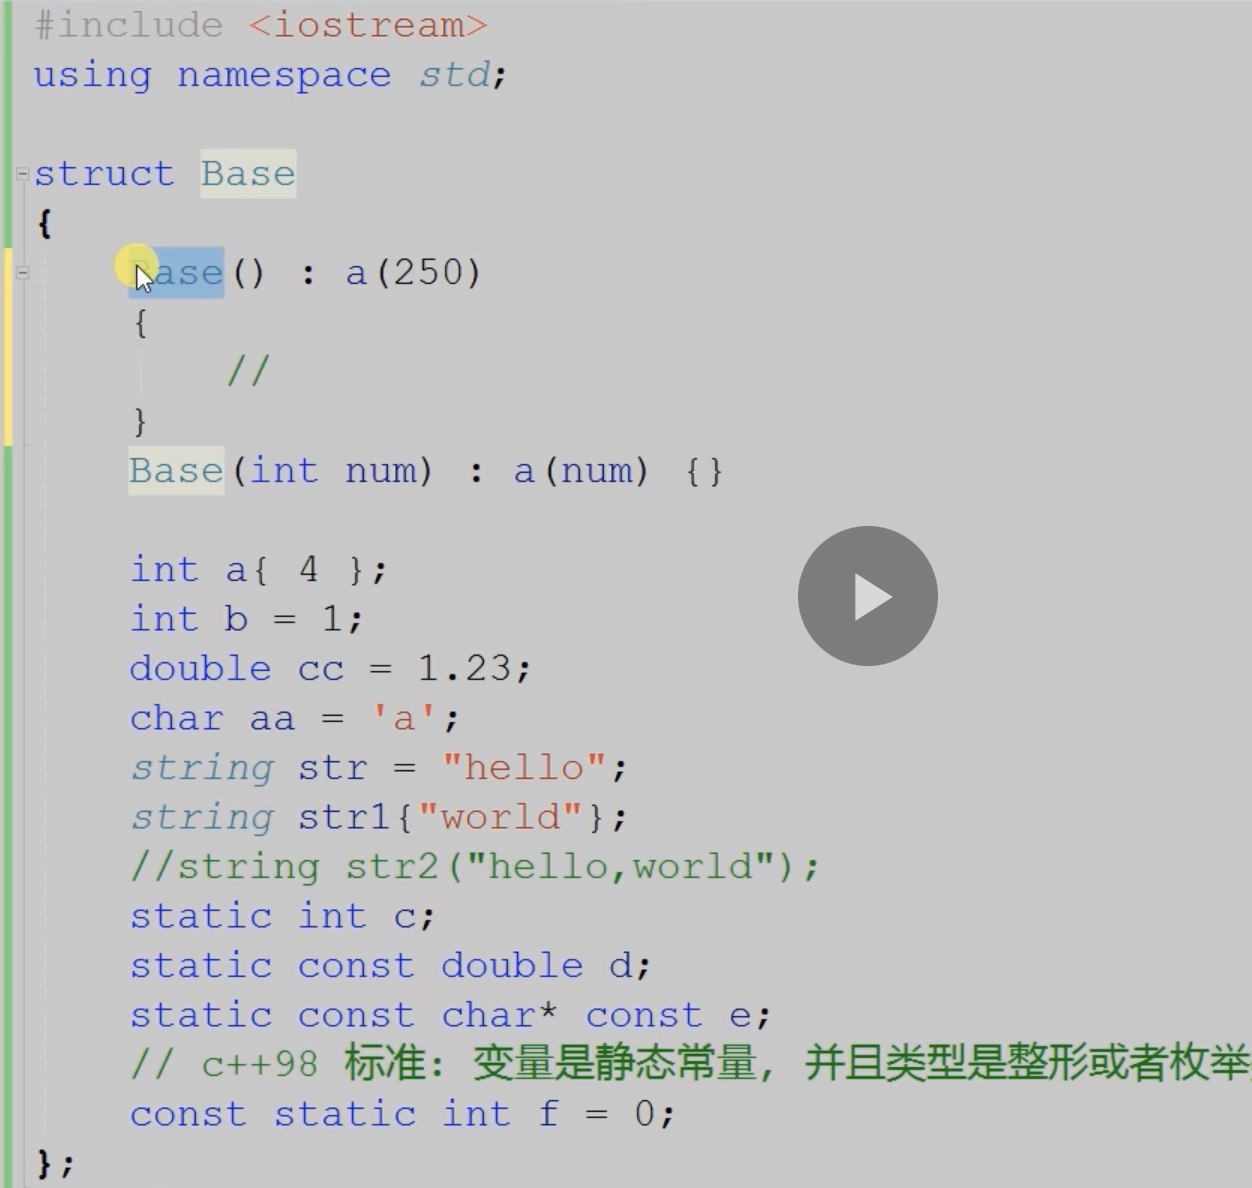 #include <iostream>
using namespace std;
struct Base
{
Base() : a(250)
{
//
}
Base(int num) : a(num) {}
int a{ 4 };
int b = 1;
double cc = 1.23;
char aa = 'a';
string str = "hello";
string str1{"world"};
//string str2("hello,world");
static int c;
static const double d;
static const char* const e;
// c++98 标准: 变量是静态常量, 并且类型是整形或者枚举
const static int f = 0;
};